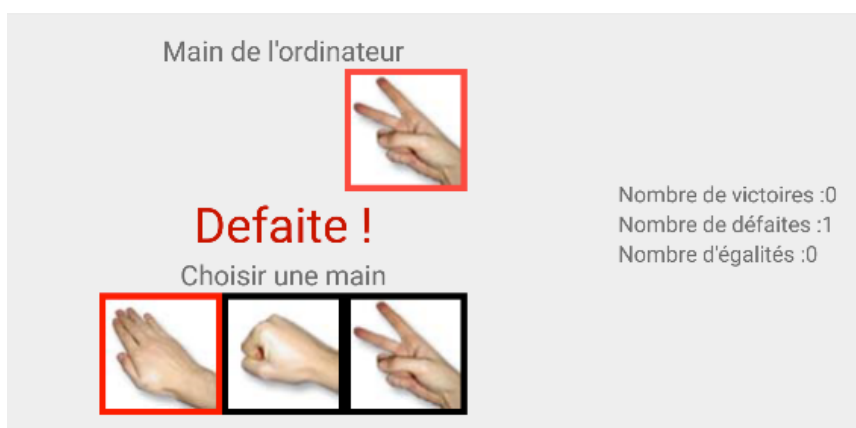 Main de l'ordinateur
Defaite !
Choisir une main
Nombre de victoires :0
Nombre de défaites :1
Nombre d'égalités :0